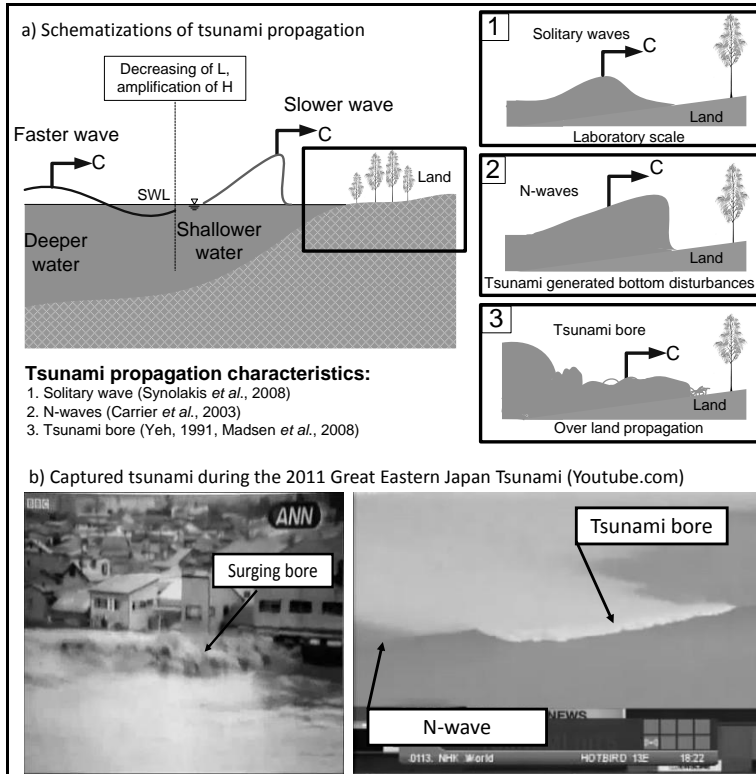 a) Schematizations of tsunami propagation
Decreasing of L,
amplification of H
Faster wave
C
Slower wave
C
SWL
Land
Deeper
water
Shallower
water
Tsunami propagation characteristics:
1. Solitary wave (Synolakis et al., 2008)
2. N-waves (Carrier et al., 2003)
3. Tsunami bore (Yeh, 1991, Madsen et al., 2008)
1
Solitary waves
C
Land
Laboratory scale
2
C
N-waves
Land
Tsunami generated bottom disturbances
3
Tsunami bore
C
Land
Over land propagation
b) Captured tsunami during the 2011 Great Eastern Japan Tsunami (Youtube.com)
BBC
ANN
Surging bore
Tsunami bore
N-wave
NEWS
.0113. NHK World
HOTBIRD 13E
18:22